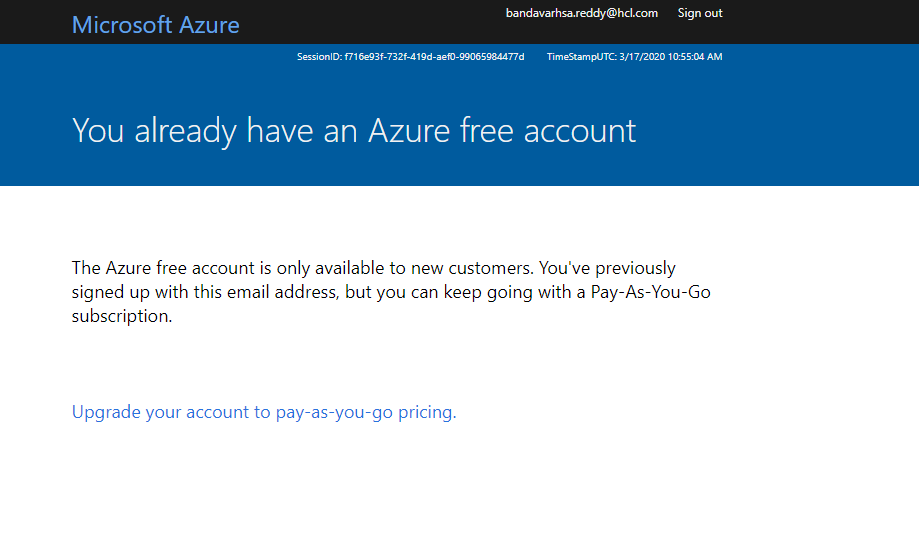 Microsoft Azure
bandavarhsa.reddy@hcl.com Sign out
SessionID: f716e93f-732f-419d-aef0-99065984477d TimeStampUTC: 3/17/2020 10:55:04 AM
You already have an Azure free account
The Azure free account is only available to new customers. You've previously
signed up with this email address, but you can keep going with a Pay-As-You-Go
subscription.
Upgrade your account to pay-as-you-go pricing.